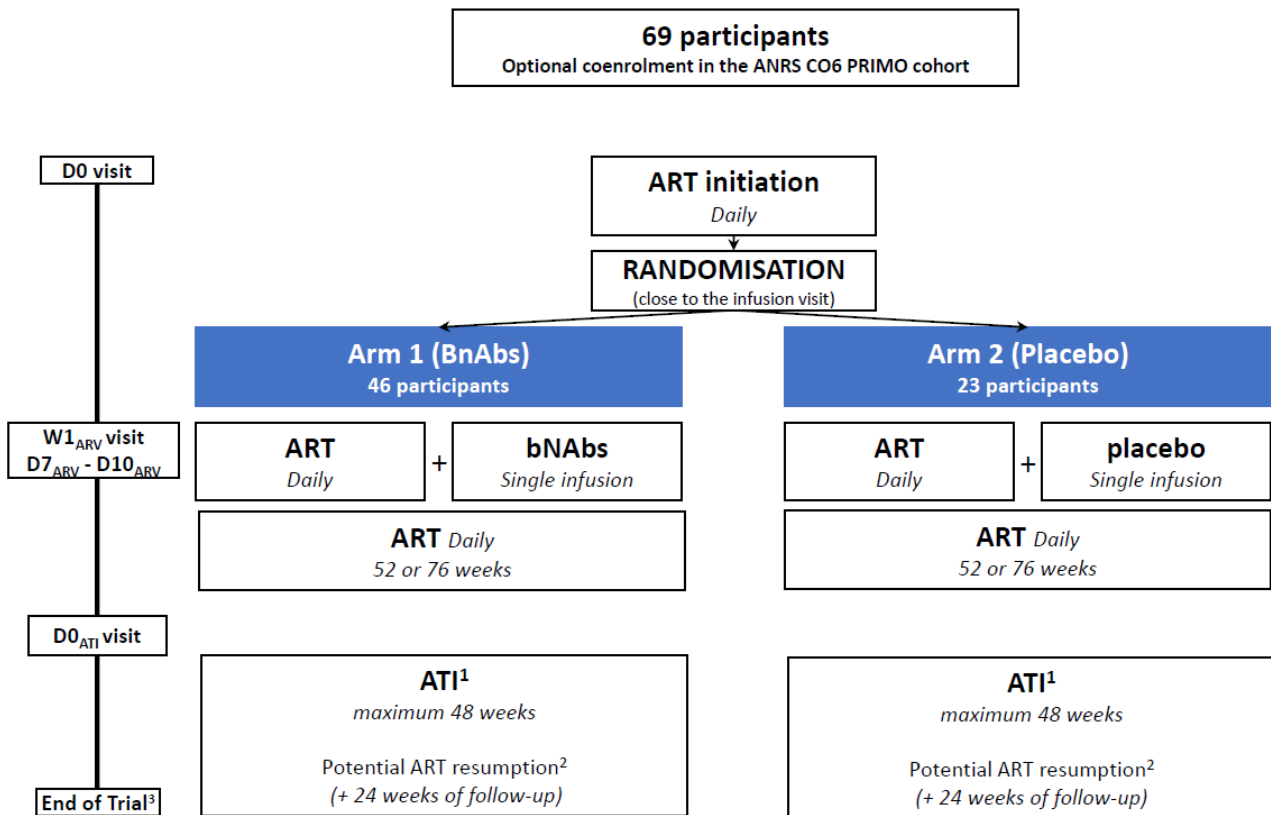 69 participants
Optional coenrolment in the ANRS CO6 PRIMO cohort
D0 visit
ART initiation
Daily
RANDOMISATION
(close to the infusion visit)
Arm 1 (BnAbs)
46 participants
Arm 2 (Placebo)
23 participants
W1ARV visit
D7ARV - D10ARV
ART
Daily
+
bNAbs
Single infusion
ART
Daily
+
placebo
Single infusion
ART Daily
52 or 76 weeks
ART Daily
52 or 76 weeks
D0ATI visit
ATI¹
maximum 48 weeks
Potential ART resumption²
(+ 24 weeks of follow-up)
ATI¹
maximum 48 weeks
Potential ART resumption²
(+ 24 weeks of follow-up)
End of Trial³